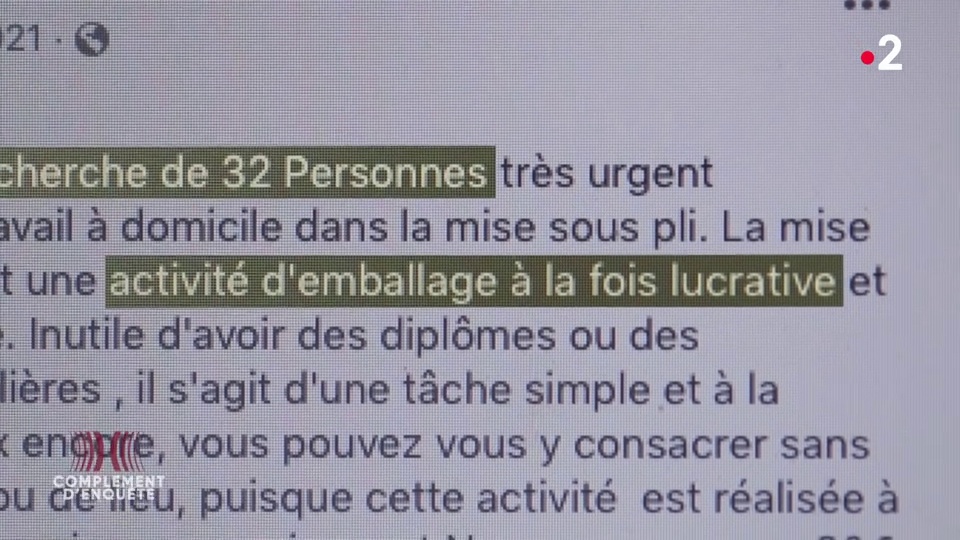 021 ·
•2
cherche de 32 Personnes très urgent
avail à domicile dans la mise sous pli. La mise
t une activité d'emballage à la fois lucrative et
. Inutile d'avoir des diplômes ou des
lières , il s'agit d'une tâche simple et à la
x encore, vous pouvez vous y consacrer sans
ou de lieu, puisque cette activité est réalisée à
COMPLÉMENT
D'ENQUÊTE